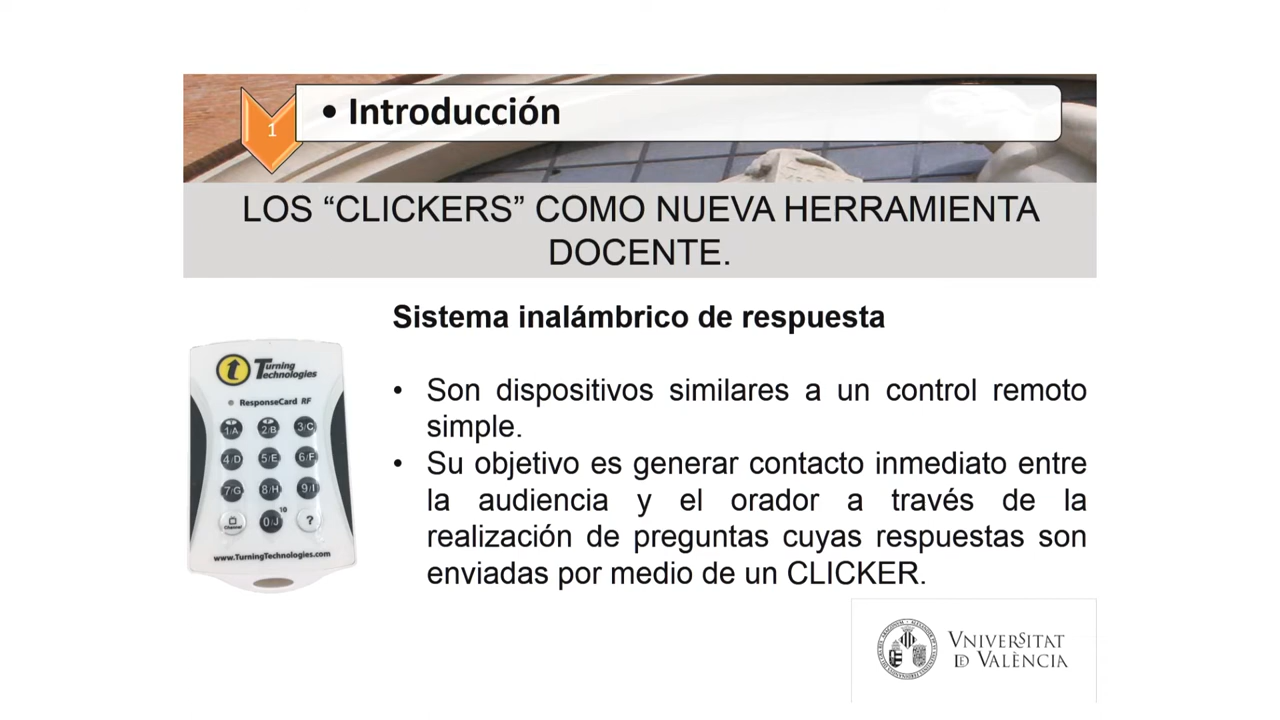 1
• Introducción
LOS “CLICKERS” COMO NUEVA HERRAMIENTA
DOCENTE.
Sistema inalámbrico de respuesta
• Son dispositivos similares a un control remoto
simple.
• Su objetivo es generar contacto inmediato entre
la audiencia y el orador a través de la
realización de preguntas cuyas respuestas son
enviadas por medio de un CLICKER.
t Turning
Technologies
ResponseCard RF
1/A 2/B 3/C
4/D 5/E 6/F
7/G 8/H 9/I
10
Channel 0/J ?
www.TurningTechnologies.com
VNIVERSITAT
DE VALÈNCIA